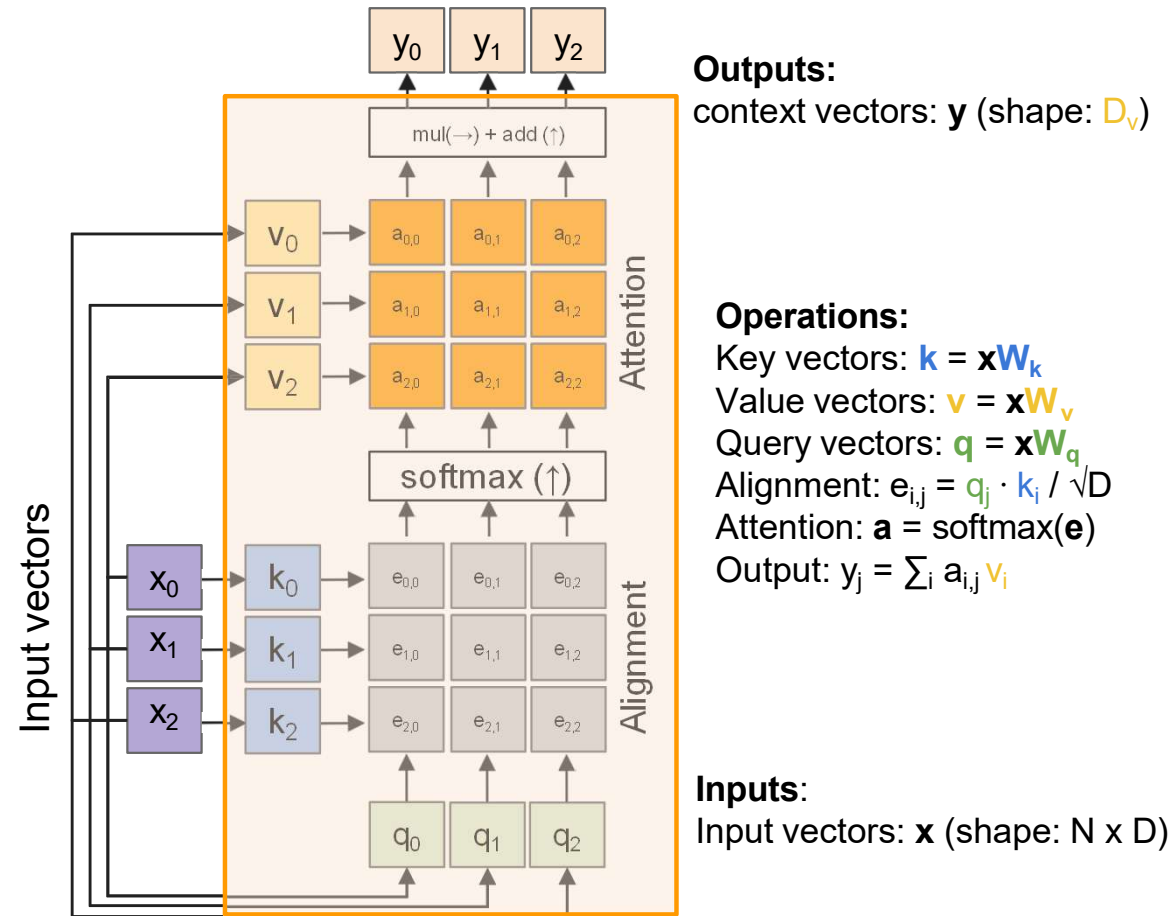 y₀ y₁ y₂
mul(→) + add (↑)
v₀ a₀,₀ a₀,₁ a₀,₂
v₁ a₁,₀ a₁,₁ a₁,₂
v₂ a₂,₀ a₂,₁ a₂,₂
Attention
softmax (↑)
x₀ k₀ e₀,₀ e₀,₁ e₀,₂
x₁ k₁ e₁,₀ e₁,₁ e₁,₂
x₂ k₂ e₂,₀ e₂,₁ e₂,₂
Alignment
q₀ q₁ q₂
Input vectors
Outputs:
context vectors: y (shape: Dᵥ)
Operations:
Key vectors: k = xWₖ
Value vectors: v = xWᵥ
Query vectors: q = xW_q
Alignment: eᵢ,ⱼ = qⱼ · kᵢ / √D
Attention: a = softmax(e)
Output: yⱼ = ∑ᵢ aᵢ,ⱼ vᵢ
Inputs:
Input vectors: x (shape: N x D)